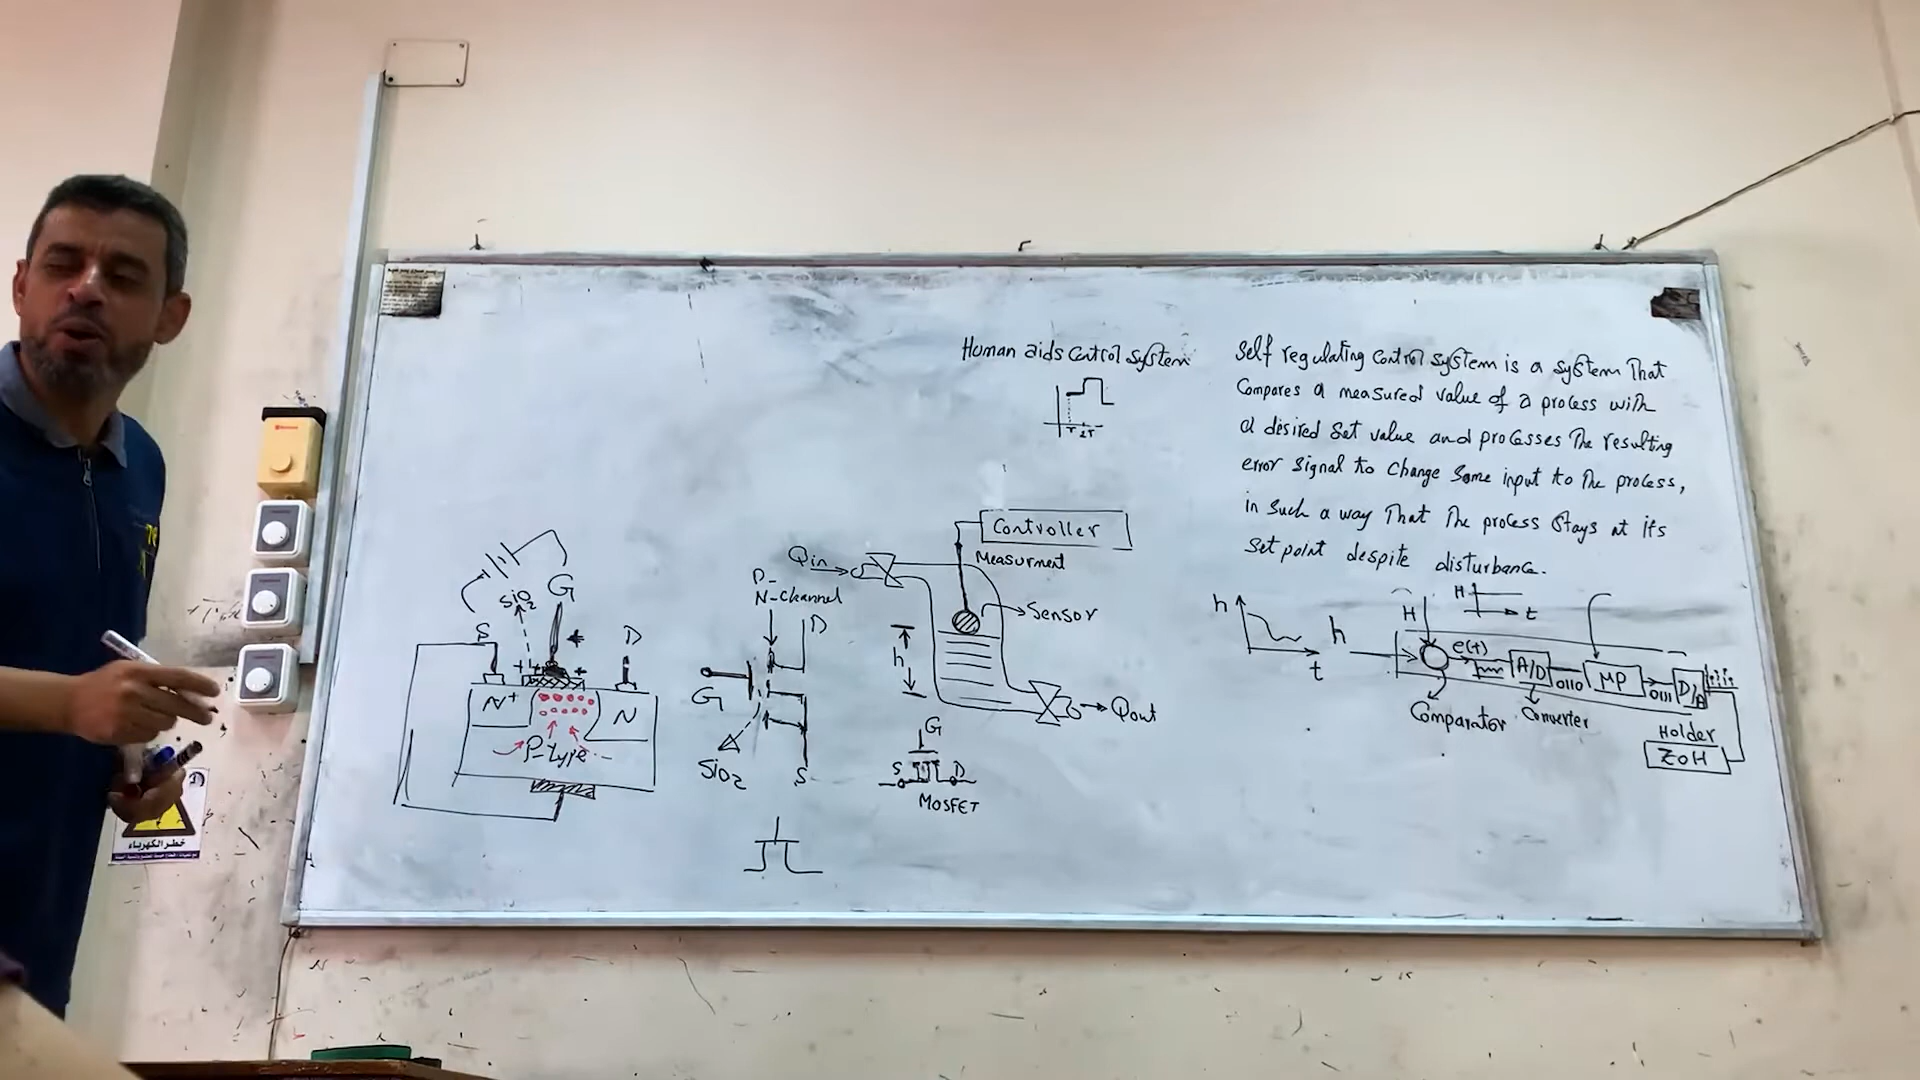 Human aids Control System
T 2T
Self regulating Control system is a system That
Compares a measured value of a process with
a desired set value and processes The resulting
error signal to change Some input to The process,
in Such a way That The process Stays at its
Set point despite disturbance.
SiO2
G
S
+
D
+ +
N+
N
P-type
P-
N-channel
D
G
SiO2
S
Controller
Measurment
Qin
Sensor
h
Qout
G
S D
MOSFET
h
t
h
H
H
t
e(t)
A/D
0110
MP
0111
D/A
Comparator
Converter
Holder
ZOH
خطر الكهرباء